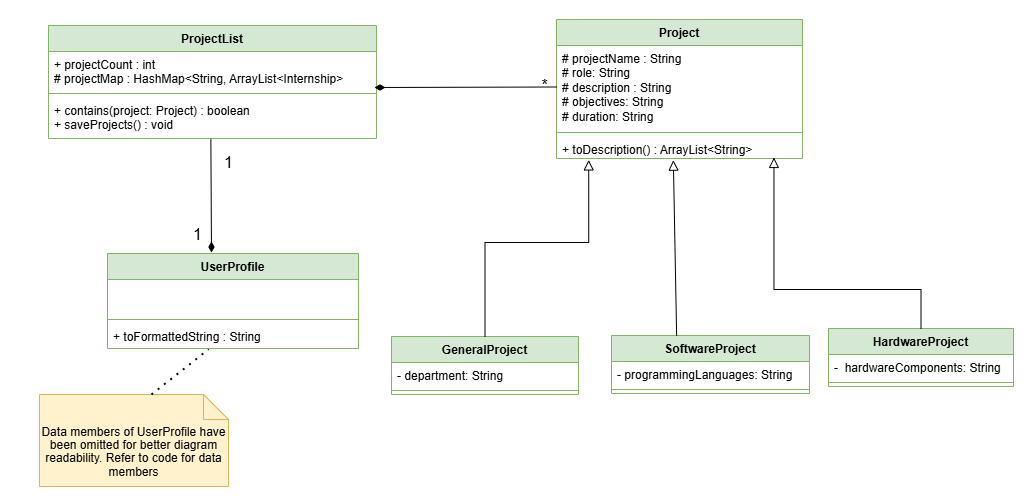 ProjectList
+ projectCount : int
# projectMap : HashMap<String, ArrayList<Internship>
+ contains(project: Project) : boolean
+ saveProjects() : void
*
Project
# projectName : String
# role: String
# description : String
# objectives: String
# duration: String
+ toDescription() : ArrayList<String>
1
1
UserProfile
+ toFormattedString : String
GeneralProject
- department: String
SoftwareProject
- programmingLanguages: String
HardwareProject
- hardwareComponents: String
Data members of UserProfile have
been omitted for better diagram
readability. Refer to code for data
members